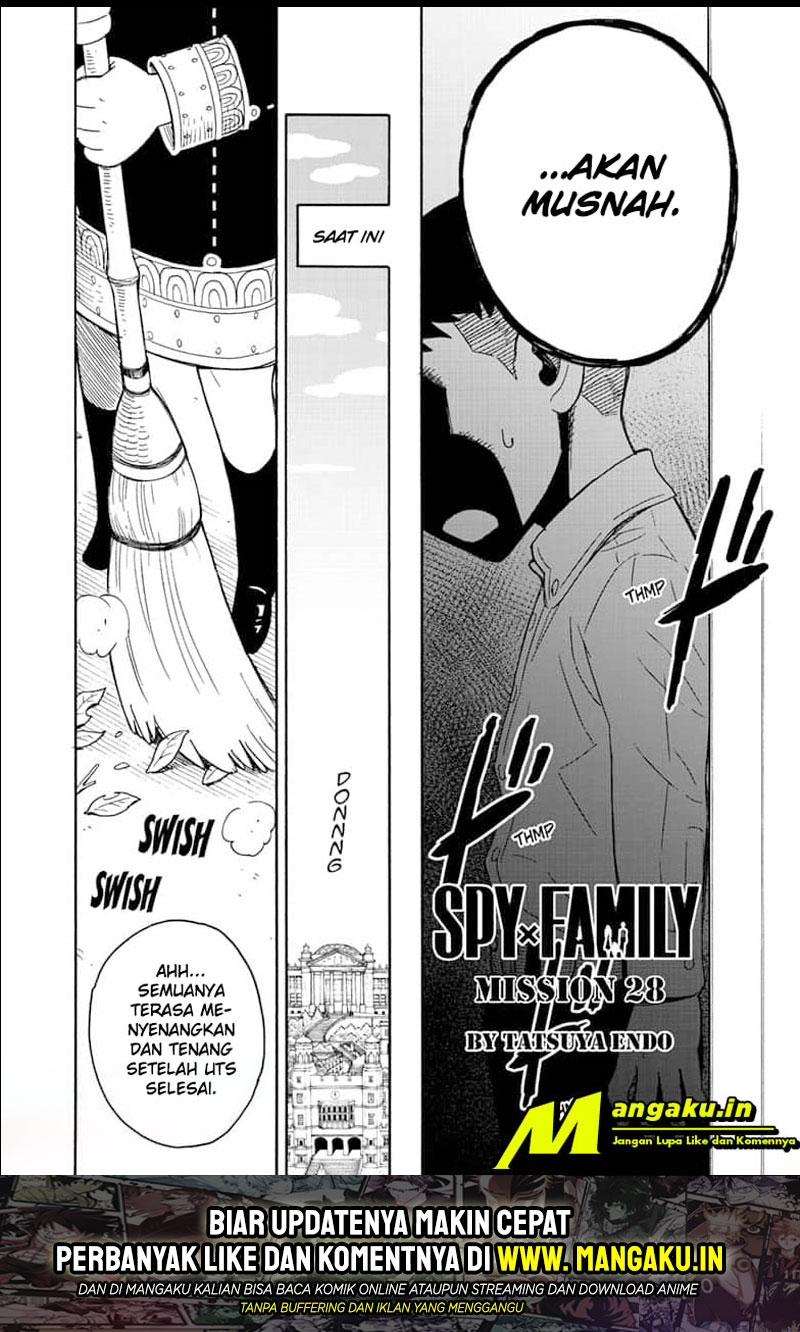 ...AKAN
MUSNAH.
THMP
THMP
SPY×FAMILY
MISSION 28
BY TATSUYA ENDO
SAAT INI
DONNNG
SWISH
SWISH
AHH...
SEMUANYA
TERASA ME-
NYENANGKAN
DAN TENANG
SETELAH UTS
SELESAI.
Mangaku.in
Jangan Lupa Like dan Komennya
BIAR UPDATENYA MAKIN CEPAT
PERBANYAK LIKE DAN KOMENTNYA DI WWW. MANGAKU.IN
DAN DI MANGAKU KALIAN BISA BACA KOMIK ONLINE ATAUPUN STREAMING DAN DOWNLOAD ANIME
TANPA BUFFERING DAN IKLAN YANG MENGGANGU